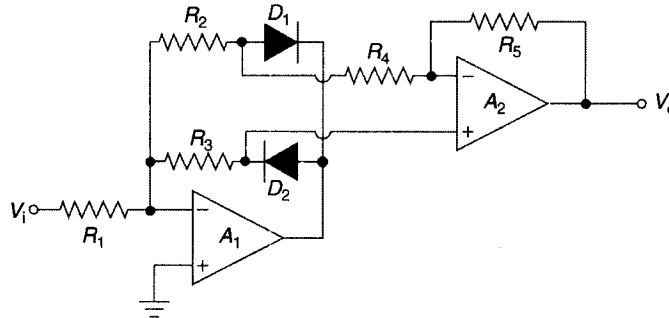 R2 D1
R4 R5
− A2 Vo
+
R3
D2
Vi R1 − A1
+